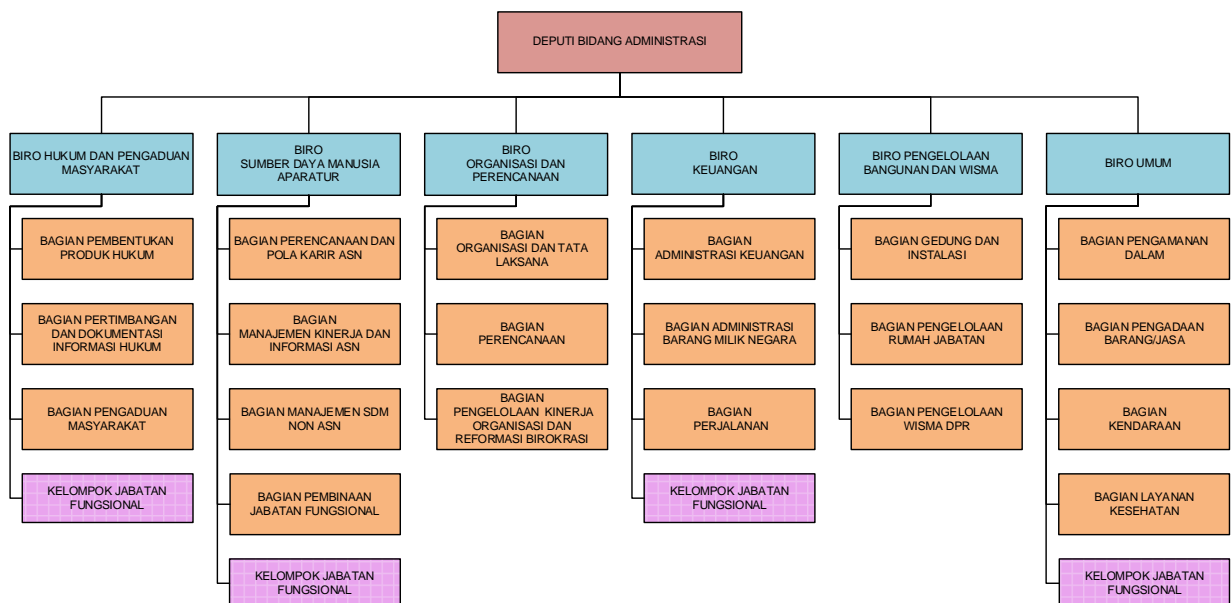 DEPUTI BIDANG ADMINISTRASI
BIRO HUKUM DAN PENGADUAN
MASYARAKAT
BAGIAN PEMBENTUKAN
PRODUK HUKUM
BAGIAN PERTIMBANGAN
DAN DOKUMENTASI
INFORMASI HUKUM
BAGIAN PENGADUAN
MASYARAKAT
KELOMPOK JABATAN
FUNGSIONAL
BIRO
SUMBER DAYA MANUSIA
APARATUR
BAGIAN PERENCANAAN DAN
POLA KARIR ASN
BAGIAN
MANAJEMEN KINERJA DAN
INFORMASI ASN
BAGIAN MANAJEMEN SDM
NON ASN
BAGIAN PEMBINAAN
JABATAN FUNGSIONAL
KELOMPOK JABATAN
FUNGSIONAL
BIRO
ORGANISASI DAN
PERENCANAAN
BAGIAN
ORGANISASI DAN TATA
LAKSANA
BAGIAN
PERENCANAAN
BAGIAN
PENGELOLAAN KINERJA
ORGANISASI DAN
REFORMASI BIROKRASI
BIRO
KEUANGAN
BAGIAN
ADMINISTRASI KEUANGAN
BAGIAN ADMINISTRASI
BARANG MILIK NEGARA
BAGIAN
PERJALANAN
KELOMPOK JABATAN
FUNGSIONAL
BIRO PENGELOLAAN
BANGUNAN DAN WISMA
BAGIAN GEDUNG DAN
INSTALASI
BAGIAN PENGELOLAAN
RUMAH JABATAN
BAGIAN PENGELOLAAN
WISMA DPR
BIRO UMUM
BAGIAN PENGAMANAN
DALAM
BAGIAN PENGADAAN
BARANG/JASA
BAGIAN
KENDARAAN
BAGIAN LAYANAN
KESEHATAN
KELOMPOK JABATAN
FUNGSIONAL